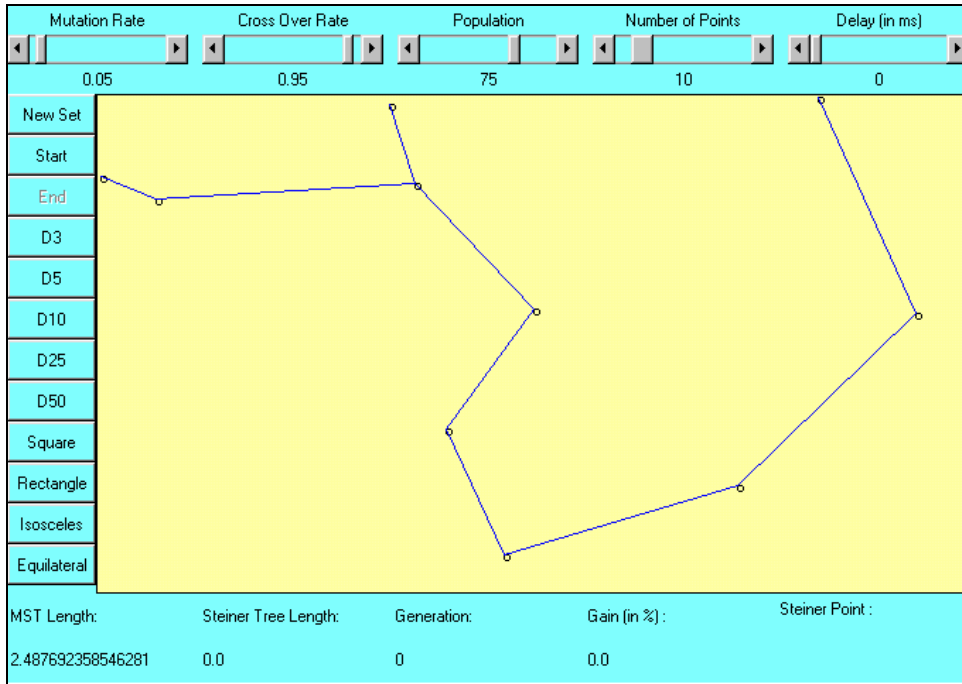 Mutation Rate Cross Over Rate Population Number of Points Delay (in ms)
0.05 0.95 75 10 0
New Set
Start
End
D3
D5
D10
D25
D50
Square
Rectangle
Isosceles
Equilateral
MST Length: Steiner Tree Length: Generation: Gain (in %) : Steiner Point :
2.487692358546281 0.0 0 0.0